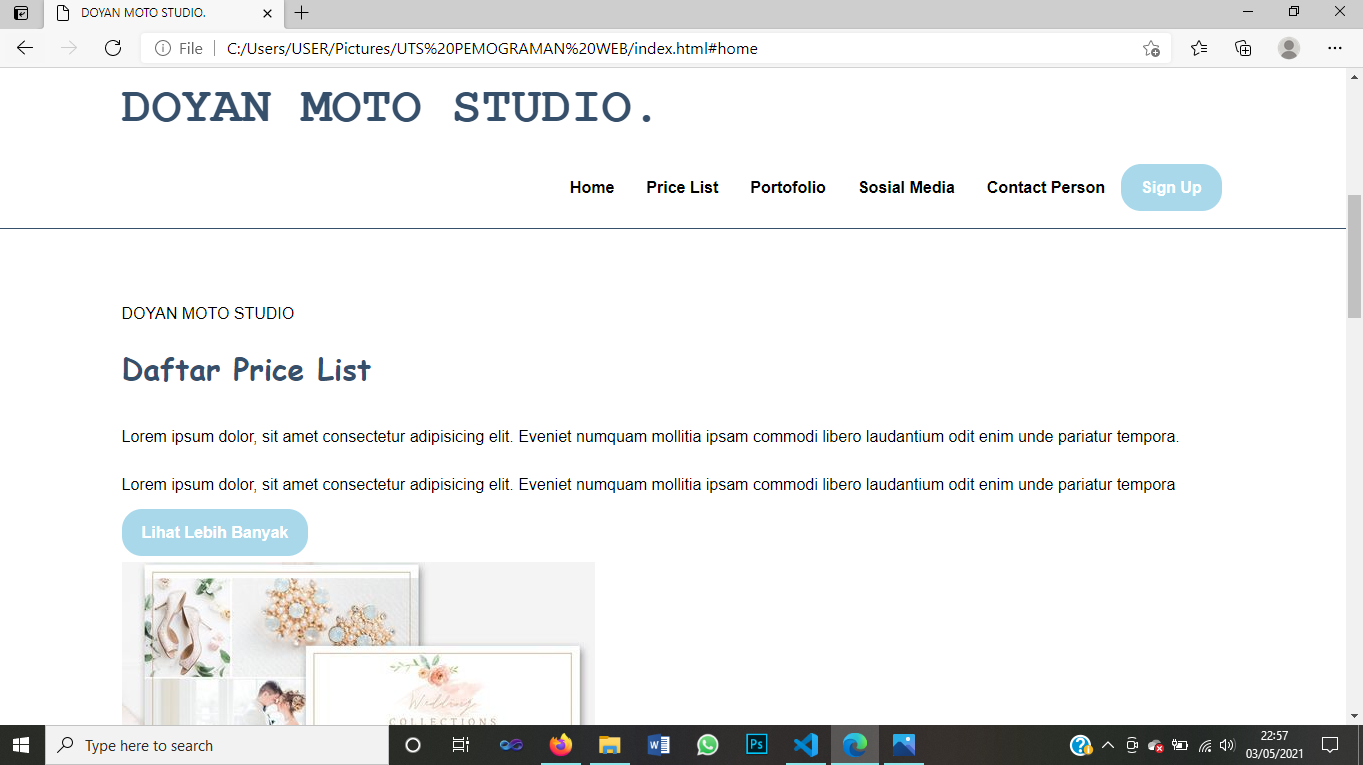 DOYAN MOTO STUDIO.
File
C:/Users/USER/Pictures/UTS%20PEMOGRAMAN%20WEB/index.html#home
DOYAN MOTO STUDIO.
Home Price List Portofolio Sosial Media Contact Person Sign Up
DOYAN MOTO STUDIO
Daftar Price List
Lorem ipsum dolor, sit amet consectetur adipisicing elit. Eveniet numquam mollitia ipsam commodi libero laudantium odit enim unde pariatur tempora.
Lorem ipsum dolor, sit amet consectetur adipisicing elit. Eveniet numquam mollitia ipsam commodi libero laudantium odit enim unde pariatur tempora
Lihat Lebih Banyak
Wedding
COLLECTIONS
Type here to search
W
Ps
22:57
03/05/2021